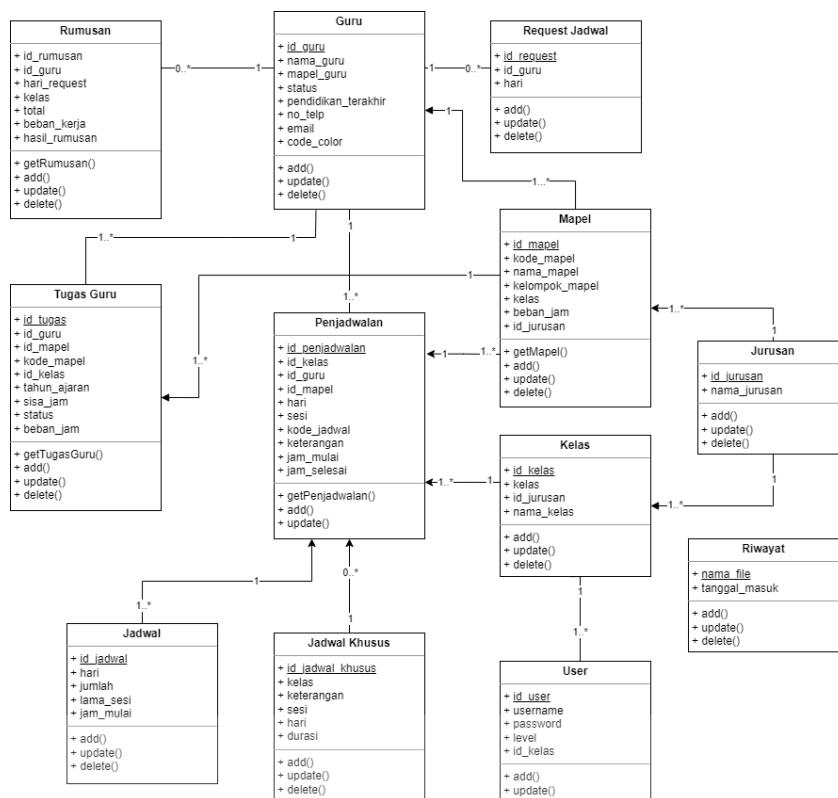 Rumusan
+ id_rumusan
+ id_guru
+ hari_request
+ kelas
+ total
+ beban_kerja
+ hasil_rumusan
+ getRumusan()
+ add()
+ update()
+ delete()
0..*
1
Guru
+ id_guru
+ nama_guru
+ mapel_guru
+ status
+ pendidikan_terakhir
+ no_telp
+ email
+ code_color
+ add()
+ update()
+ delete()
1
0..*
Request Jadwal
+ id_request
+ id_guru
+ hari
+ add()
+ update()
+ delete()
1
1...*
1..*
1
1
1..*
Tugas Guru
+ id_tugas
+ id_guru
+ id_mapel
+ kode_mapel
+ id_kelas
+ tahun_ajaran
+ sisa_jam
+ status
+ beban_jam
+ getTugasGuru()
+ add()
+ update()
+ delete()
1
1..*
Penjadwalan
+ id_penjadwalan
+ id_kelas
+ id_guru
+ id_mapel
+ hari
+ sesi
+ kode_jadwal
+ keterangan
+ jam_mulai
+ jam_selesai
+ getPenjadwalan()
+ add()
+ update()
Mapel
+ id_mapel
+ kode_mapel
+ nama_mapel
+ kelompok_mapel
+ kelas
+ beban_jam
+ id_jurusan
+ getMapel()
+ add()
+ update()
+ delete()
1
1..*
1..*
1
Jurusan
+ id_jurusan
+ nama_jurusan
+ add()
+ update()
+ delete()
1
1..*
Kelas
+ id_kelas
+ kelas
+ id_jurusan
+ nama_kelas
+ add()
+ update()
+ delete()
1..*
1
Riwayat
+ nama_file
+ tanggal_masuk
+ add()
+ update()
+ delete()
1
1..*
Jadwal
+ id_jadwal
+ hari
+ jumlah
+ lama_sesi
+ jam_mulai
+ add()
+ update()
+ delete()
0..*
1
Jadwal Khusus
+ id_jadwal_khusus
+ kelas
+ keterangan
+ sesi
+ hari
+ durasi
+ add()
+ update()
+ delete()
1
1..*
User
+ id_user
+ username
+ password
+ level
+ id_kelas
+ add()
+ update()